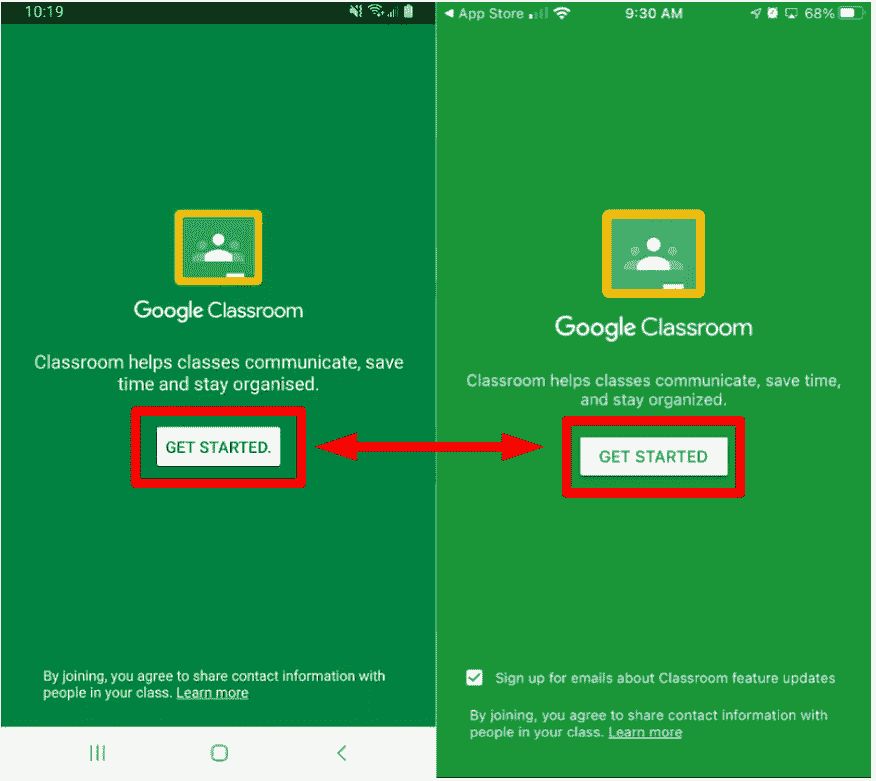 10:19
Google Classroom
Classroom helps classes communicate, save
time and stay organised.
GET STARTED.
By joining, you agree to share contact information with
people in your class. Learn more
App Store
9:30 AM
68%
Google Classroom
Classroom helps classes communicate, save time,
and stay organized.
GET STARTED
Sign up for emails about Classroom feature updates
By joining, you agree to share contact information with
people in your class. Learn more